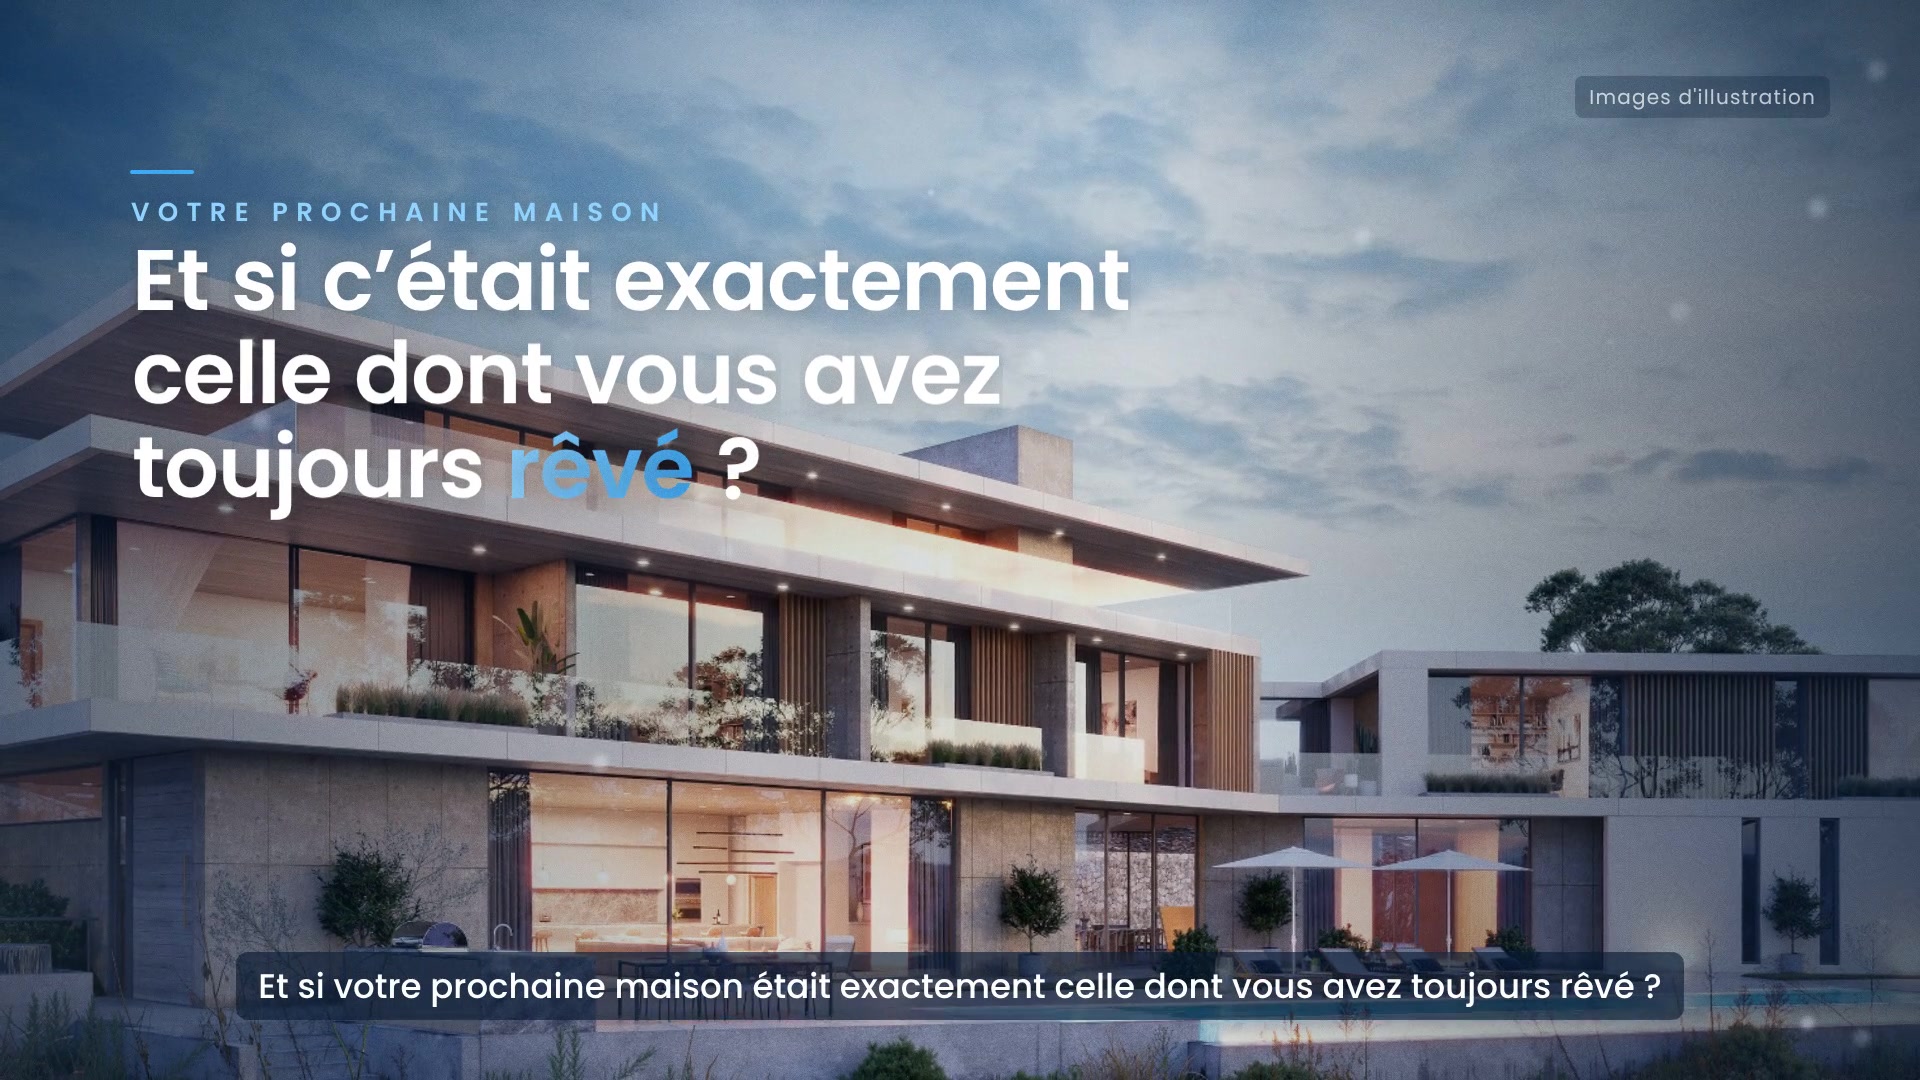 Images d'illustration
VOTRE PROCHAINE MAISON
Et si c’était exactement
celle dont vous avez
toujours rêvé ?
Et si votre prochaine maison était exactement celle dont vous avez toujours rêvé ?